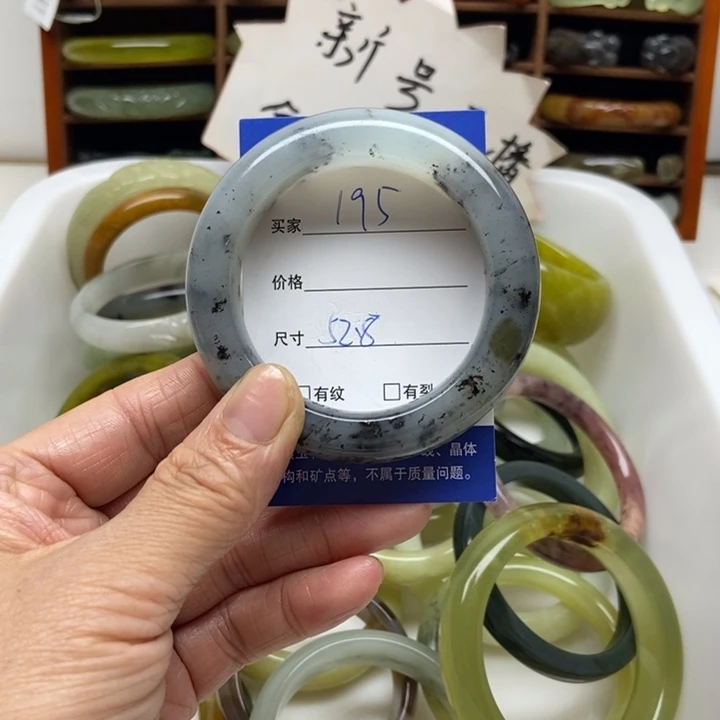 新号
买家 195
价格
尺寸 52.8
□有纹 □有裂
线、晶体
构和矿点等，不属于质量问题。